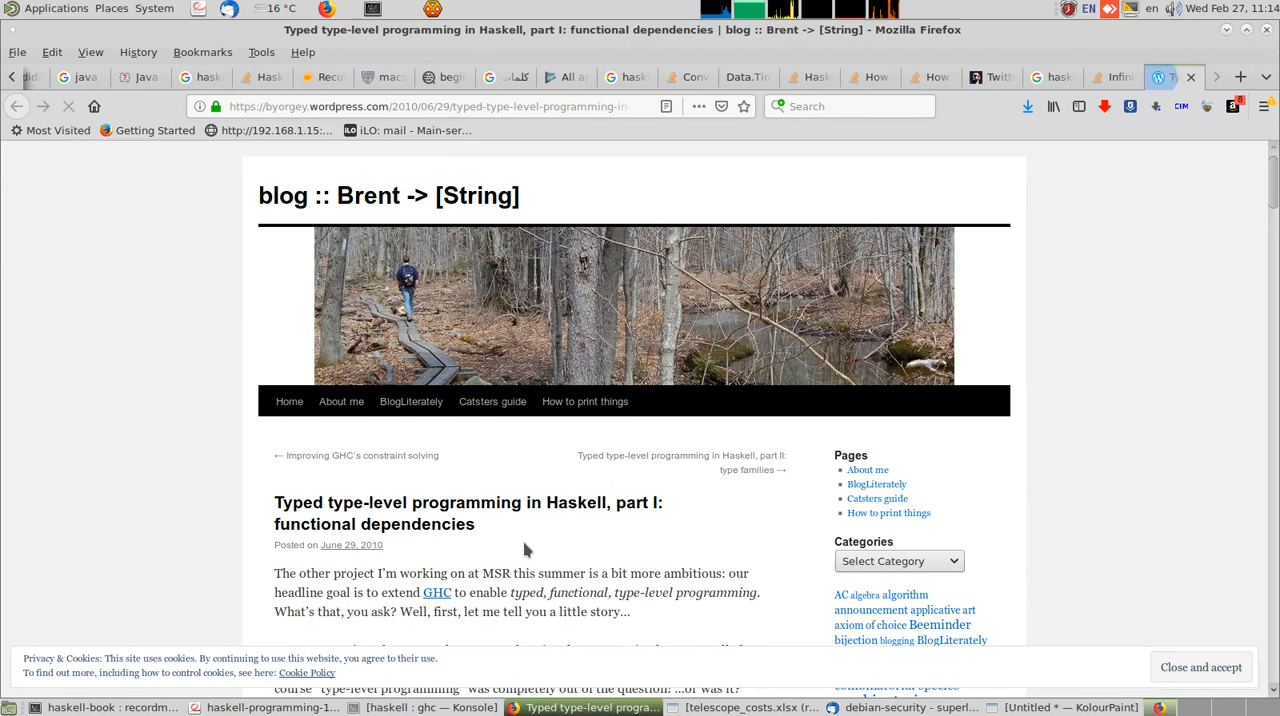 Applications Places System 16 °C EN en Wed Feb 27, 11:14
Typed type-level programming in Haskell, part I: functional dependencies | blog :: Brent -> [String] - Mozilla Firefox
File Edit View History Bookmarks Tools Help
did. java Java hask Hask Recu macs begi كلمات All ap hask Conv Data.Tin Hask How How Twitt hask Infini Ty
https://byorgey.wordpress.com/2010/06/29/typed-type-level-programming-in- Search CIM 8
Most Visited Getting Started http://192.168.1.15:... iLO: mail - Main-ser...
blog :: Brent -> [String]
Home About me BlogLiterately Catsters guide How to print things
← Improving GHC's constraint solving
Typed type-level programming in Haskell, part II:
type families →
Typed type-level programming in Haskell, part I:
functional dependencies
Posted on June 29, 2010
The other project I'm working on at MSR this summer is a bit more ambitious: our
headline goal is to extend GHC to enable typed, functional, type-level programming.
What's that, you ask? Well, first, let me tell you a little story…
course "type-level programming" was completely out of the question! …or was it?
Pages
About me
BlogLiterately
Catsters guide
How to print things
Categories
Select Category
AC algebra algorithm
announcement applicative art
axiom of choice Beeminder
bijection blogging BlogLiterately
Privacy & Cookies: This site uses cookies. By continuing to use this website, you agree to their use.
To find out more, including how to control cookies, see here: Cookie Policy
Close and accept
haskell-book : recordm... haskell-programming-1... [haskell : ghc — Konsole] Typed type-level progra... [telescope_costs.xlsx (r... debian-security – superl... [Untitled * — KolourPaint]